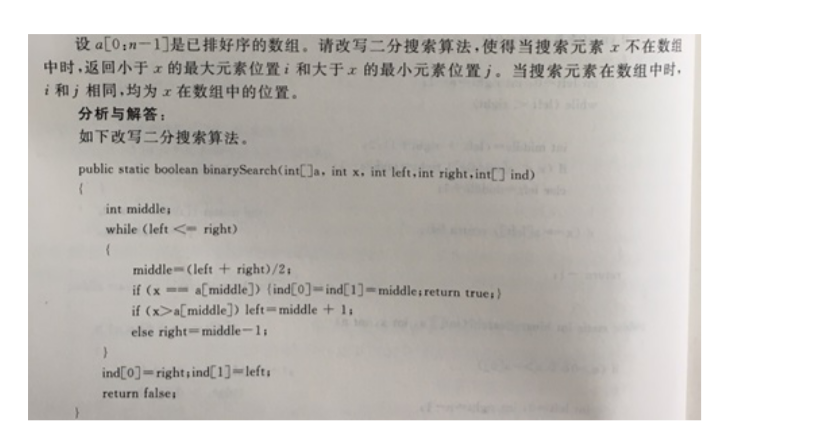 设 a[0:n-1]是已排好序的数组。请改写二分搜索算法,使得当搜索元素 x 不在数组
中时,返回小于 x 的最大元素位置 i 和大于 x 的最小元素位置 j。当搜索元素在数组中时,
i 和 j 相同,均为 x 在数组中的位置。
分析与解答:
如下改写二分搜索算法。
public static boolean binarySearch(int[]a, int x, int left,int right,int[] ind)
{
int middle;
while (left <= right)
{
middle=(left + right)/2;
if (x == a[middle]) {ind[0]=ind[1]=middle;return true;}
if (x>a[middle]) left=middle + 1;
else right=middle-1;
}
ind[0]=right;ind[1]=left;
return false;
}